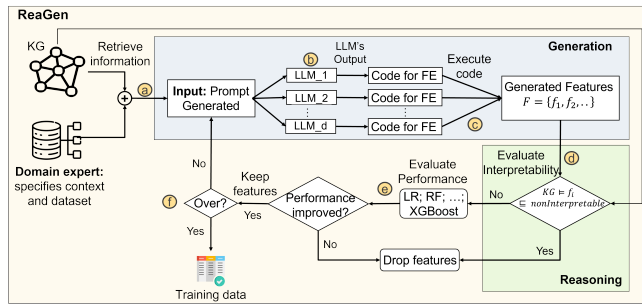 ReaGen
KG
Retrieve
information
a
Domain expert:
specifies context
and dataset
Input: Prompt
Generated
b
LLM's
Output
LLM_1
LLM_2
LLM_d
Code for FE
Code for FE
Code for FE
Execute
code
c
Generation
Generated Features
F = {f₁, f₂, . . }
d
Evaluate
Interpretability
KG ⊨ fᵢ
⊑ nonInterpretable
No
Yes
Reasoning
Evaluate
Performance
e
LR; RF; ...;
XGBoost
Performance
improved?
No
Drop features
Keep
features
Yes
f
Over?
No
Yes
Training data